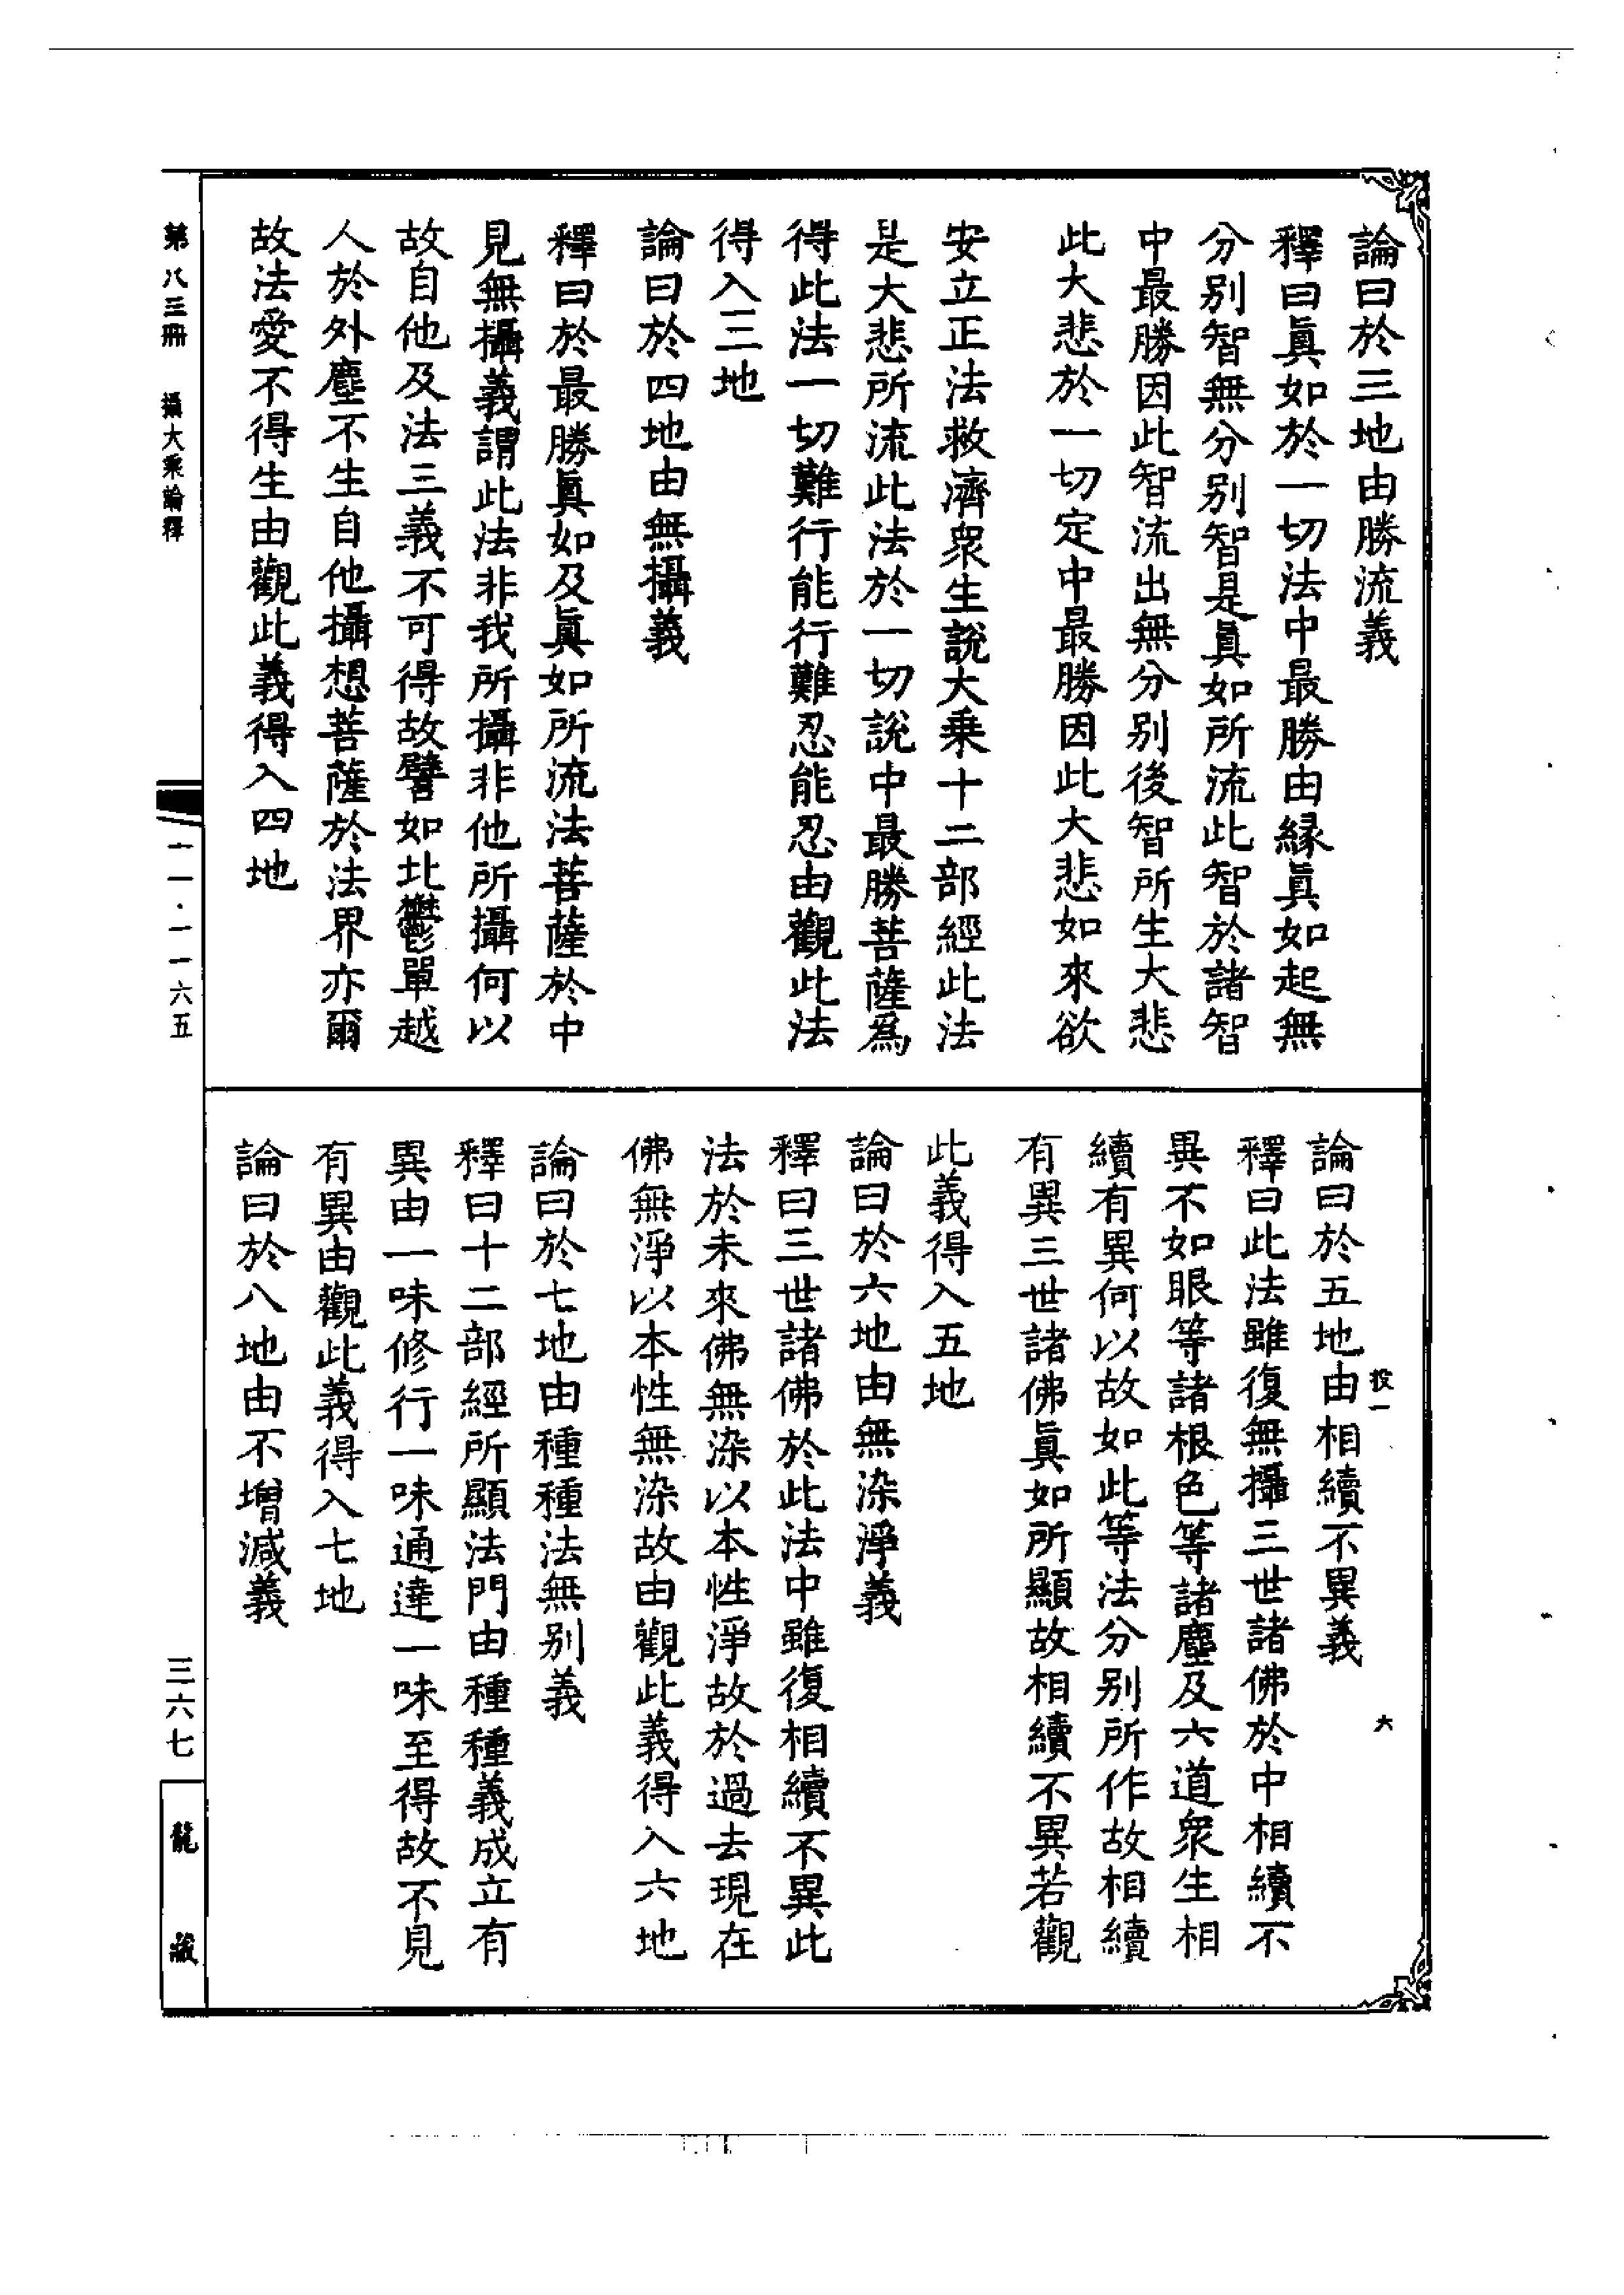 論曰於三地由勝流義
釋曰眞如於一切法中最勝由緣眞如起無
分別智無分別智是眞如所流此智於諸智
中最勝因此智流出無分別後智所生大悲
此大悲於一切定中最勝因此大悲如來欲
安立正法救濟衆生說大乗十二部經此法
是大悲所流此法於一切說中最勝菩薩爲
得此法一切難行能行難忍能忍由觀此法
得入三地
論曰於四地由無攝義
釋曰於最勝眞如及眞如所流法菩薩於中
見無攝義謂此法非我所攝非他所攝何以
故自他及法三義不可得故譬如北鬱單越
人於外塵不生自他攝想菩薩於法界亦爾
故法愛不得生由觀此義得入四地
論曰於五地由相續不異義
釋曰此法雖復無攝三世諸佛於中相續不
異不如眼等諸根色等諸塵及六道衆生相
續有異何以故如此等法分別所作故相續
有異三世諸佛眞如所顯故相續不異若觀
此義得入五地
論曰於六地由無染淨義
釋曰三世諸佛於此法中雖復相續不異此
法於未來佛無染以本性淨故於過去現在
佛無淨以本性無染故由觀此義得入六地
論曰於七地由種種法無別義
釋曰十二部經所顯法門由種種義成立有
異由一味修行一味通達一味至得故不見
有異由觀此義得入七地
論曰於八地由不增減義
投一　六
第八三冊　攝大乘論釋
一一·一一六五
三六七
龍藏